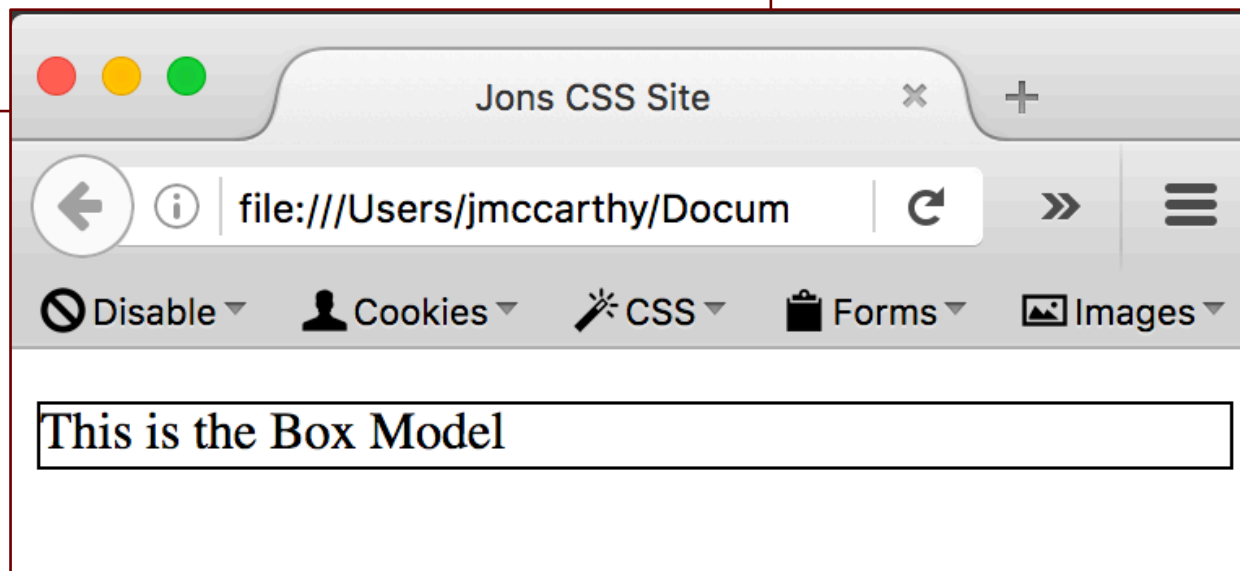 Jons CSS Site
file:///Users/jmccarthy/Docum
Disable Cookies CSS Forms Images
This is the Box Model